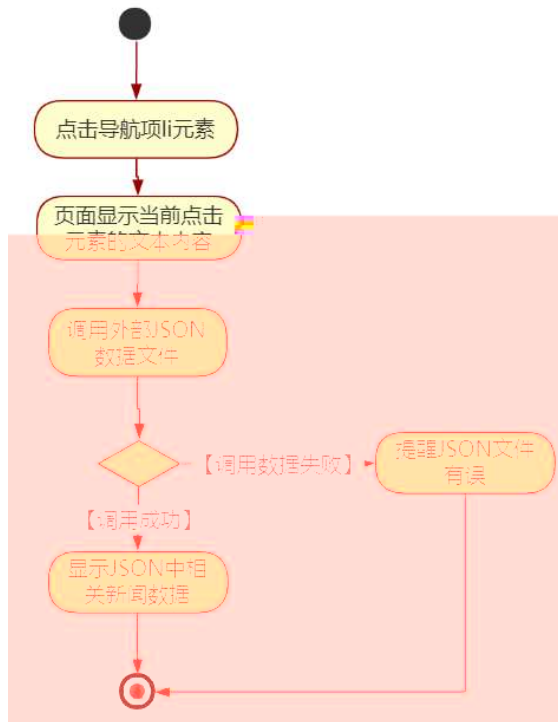 点击导航项li元素
页面显示当前点击
元素的文本内容
调用外部JSON
数据文件
【调用数据失败】
提醒JSON文件
有误
【调用成功】
显示JSON中相
关新闻数据